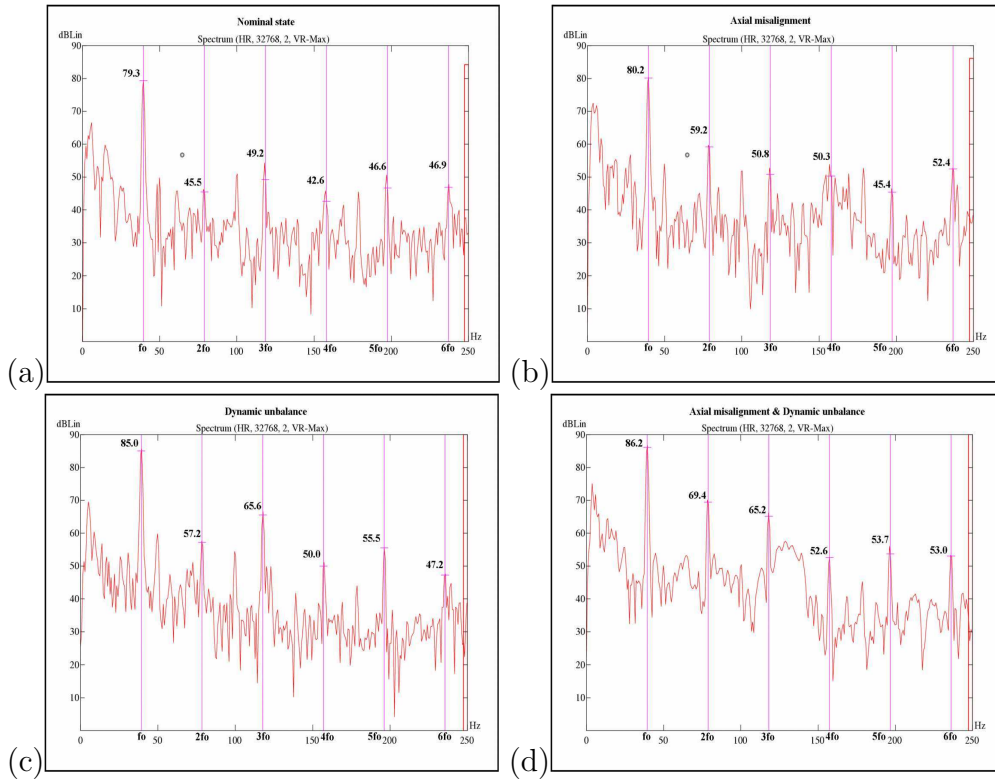 Nominal state
Spectrum (HR, 32768, 2, VR-Max)
dBLin
90
80
70
60
50
40
30
20
10
79.3
45.5
49.2
42.6
46.6
46.9
Hz
fo 2fo 3fo 4fo 5fo 6fo
0 50 100 150 200 250
(a)
Axial misalignment
Spectrum (HR, 32768, 2, VR-Max)
dBLin
90
80
70
60
50
40
30
20
10
80.2
59.2
50.8
50.3
45.4
52.4
Hz
fo 2fo 3fo 4fo 5fo 6fo
0 50 100 150 200 250
(b)
Dynamic unbalance
Spectrum (HR, 32768, 2, VR-Max)
dBLin
90
80
70
60
50
40
30
20
10
85.0
57.2
65.6
50.0
55.5
47.2
Hz
fo 2fo 3fo 4fo 5fo 6fo
0 50 100 150 200 250
(c)
Axial misalignment & Dynamic unbalance
Spectrum (HR, 32768, 2, VR-Max)
dBLin
90
80
70
60
50
40
30
20
10
86.2
69.4
65.2
52.6
53.7
53.0
Hz
fo 2fo 3fo 4fo 5fo 6fo
0 50 100 150 200 250
(d)